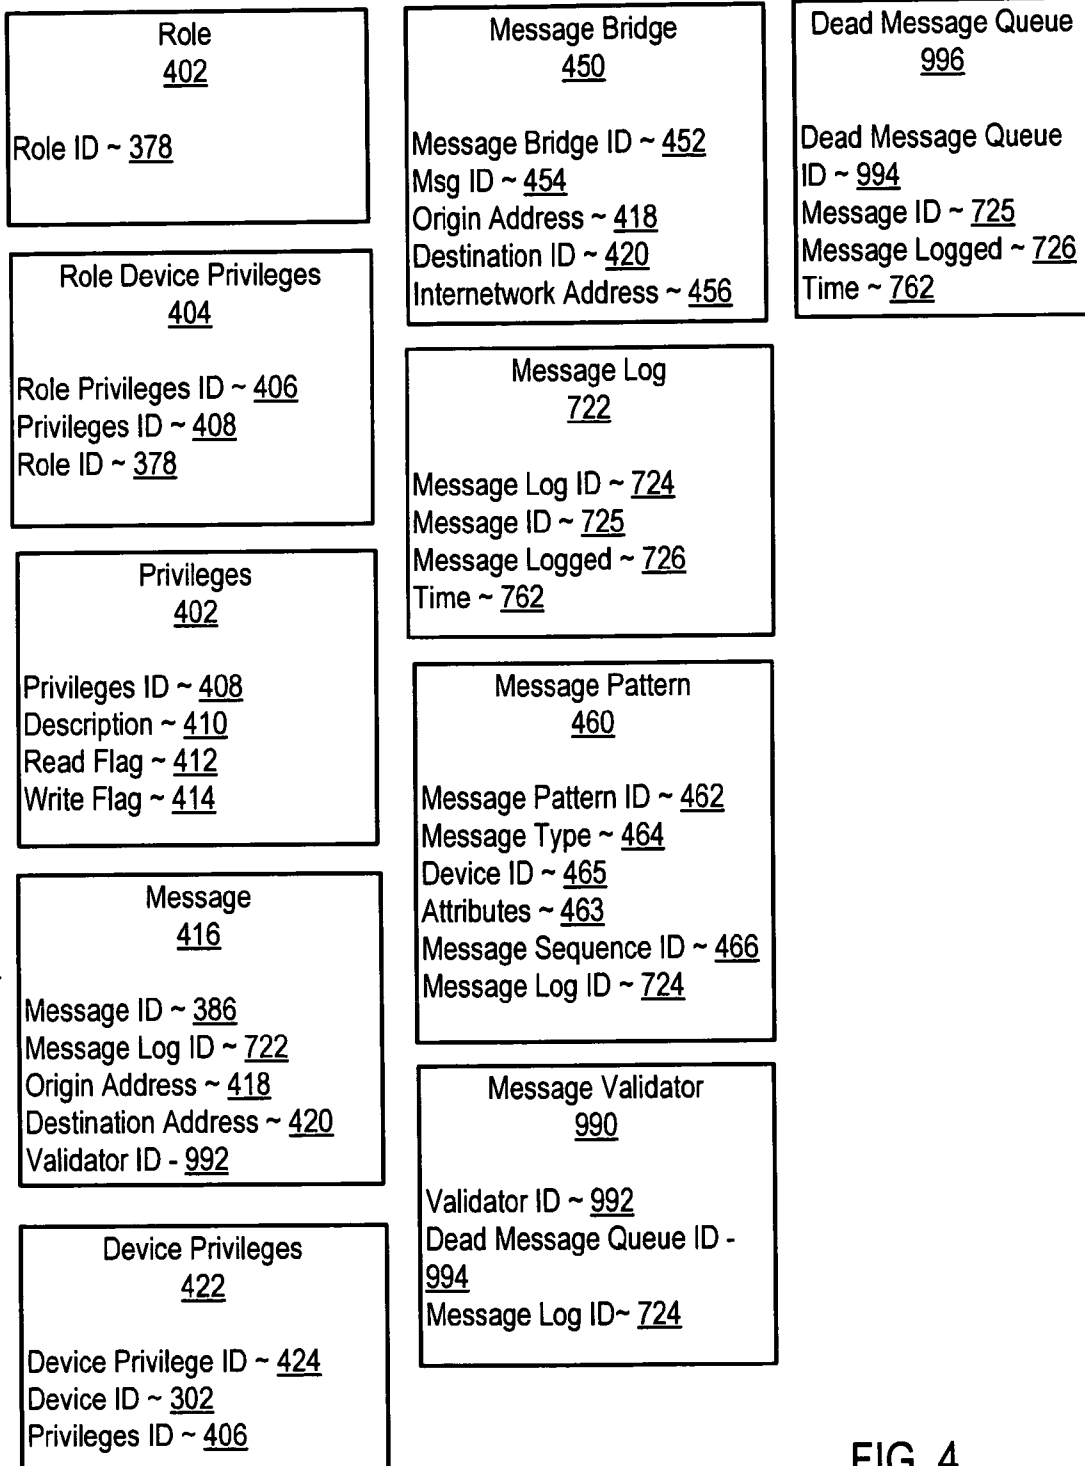 Role
402
Role ID ~ 378
Role Device Privileges
404
Role Privileges ID ~ 406
Privileges ID ~ 408
Role ID ~ 378
Privileges
402
Privileges ID ~ 408
Description ~ 410
Read Flag ~ 412
Write Flag ~ 414
Message
416
Message ID ~ 386
Message Log ID ~ 722
Origin Address ~ 418
Destination Address ~ 420
Validator ID - 992
Device Privileges
422
Device Privilege ID ~ 424
Device ID ~ 302
Privileges ID ~ 406
Message Bridge
450
Message Bridge ID ~ 452
Msg ID ~ 454
Origin Address ~ 418
Destination ID ~ 420
Internetwork Address ~ 456
Message Log
722
Message Log ID ~ 724
Message ID ~ 725
Message Logged ~ 726
Time ~ 762
Message Pattern
460
Message Pattern ID ~ 462
Message Type ~ 464
Device ID ~ 465
Attributes ~ 463
Message Sequence ID ~ 466
Message Log ID ~ 724
Message Validator
990
Validator ID ~ 992
Dead Message Queue ID -
994
Message Log ID~ 724
Dead Message Queue
996
Dead Message Queue
ID ~ 994
Message ID ~ 725
Message Logged ~ 726
Time ~ 762
FIG. 4